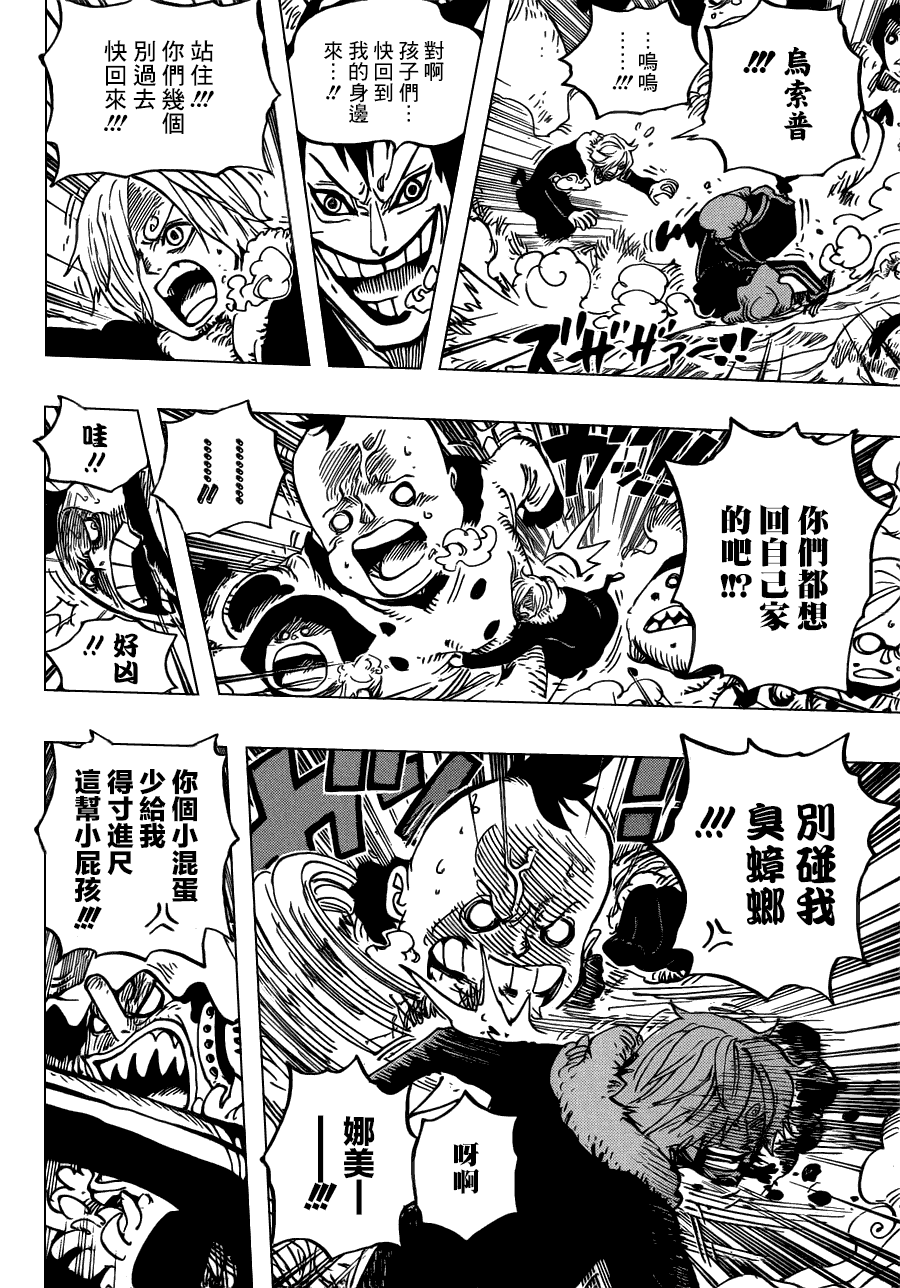 烏索普
!!!
……嗚嗚
……!!!
ズザザァー!!
對啊
孩子們…
快回到
我的身邊
來…!!
站住!!!
你們幾個
別過去
快回來!!!
你們都想
回自己家
的吧!!?
ガッ!!
………
………!!!
哇
!!!
好凶
!!
別碰我
臭蟑螂
!!!
你個小混蛋
少給我
得寸進尺
這幫小屁孩!!!
呀啊
娜美ー
ー!!!